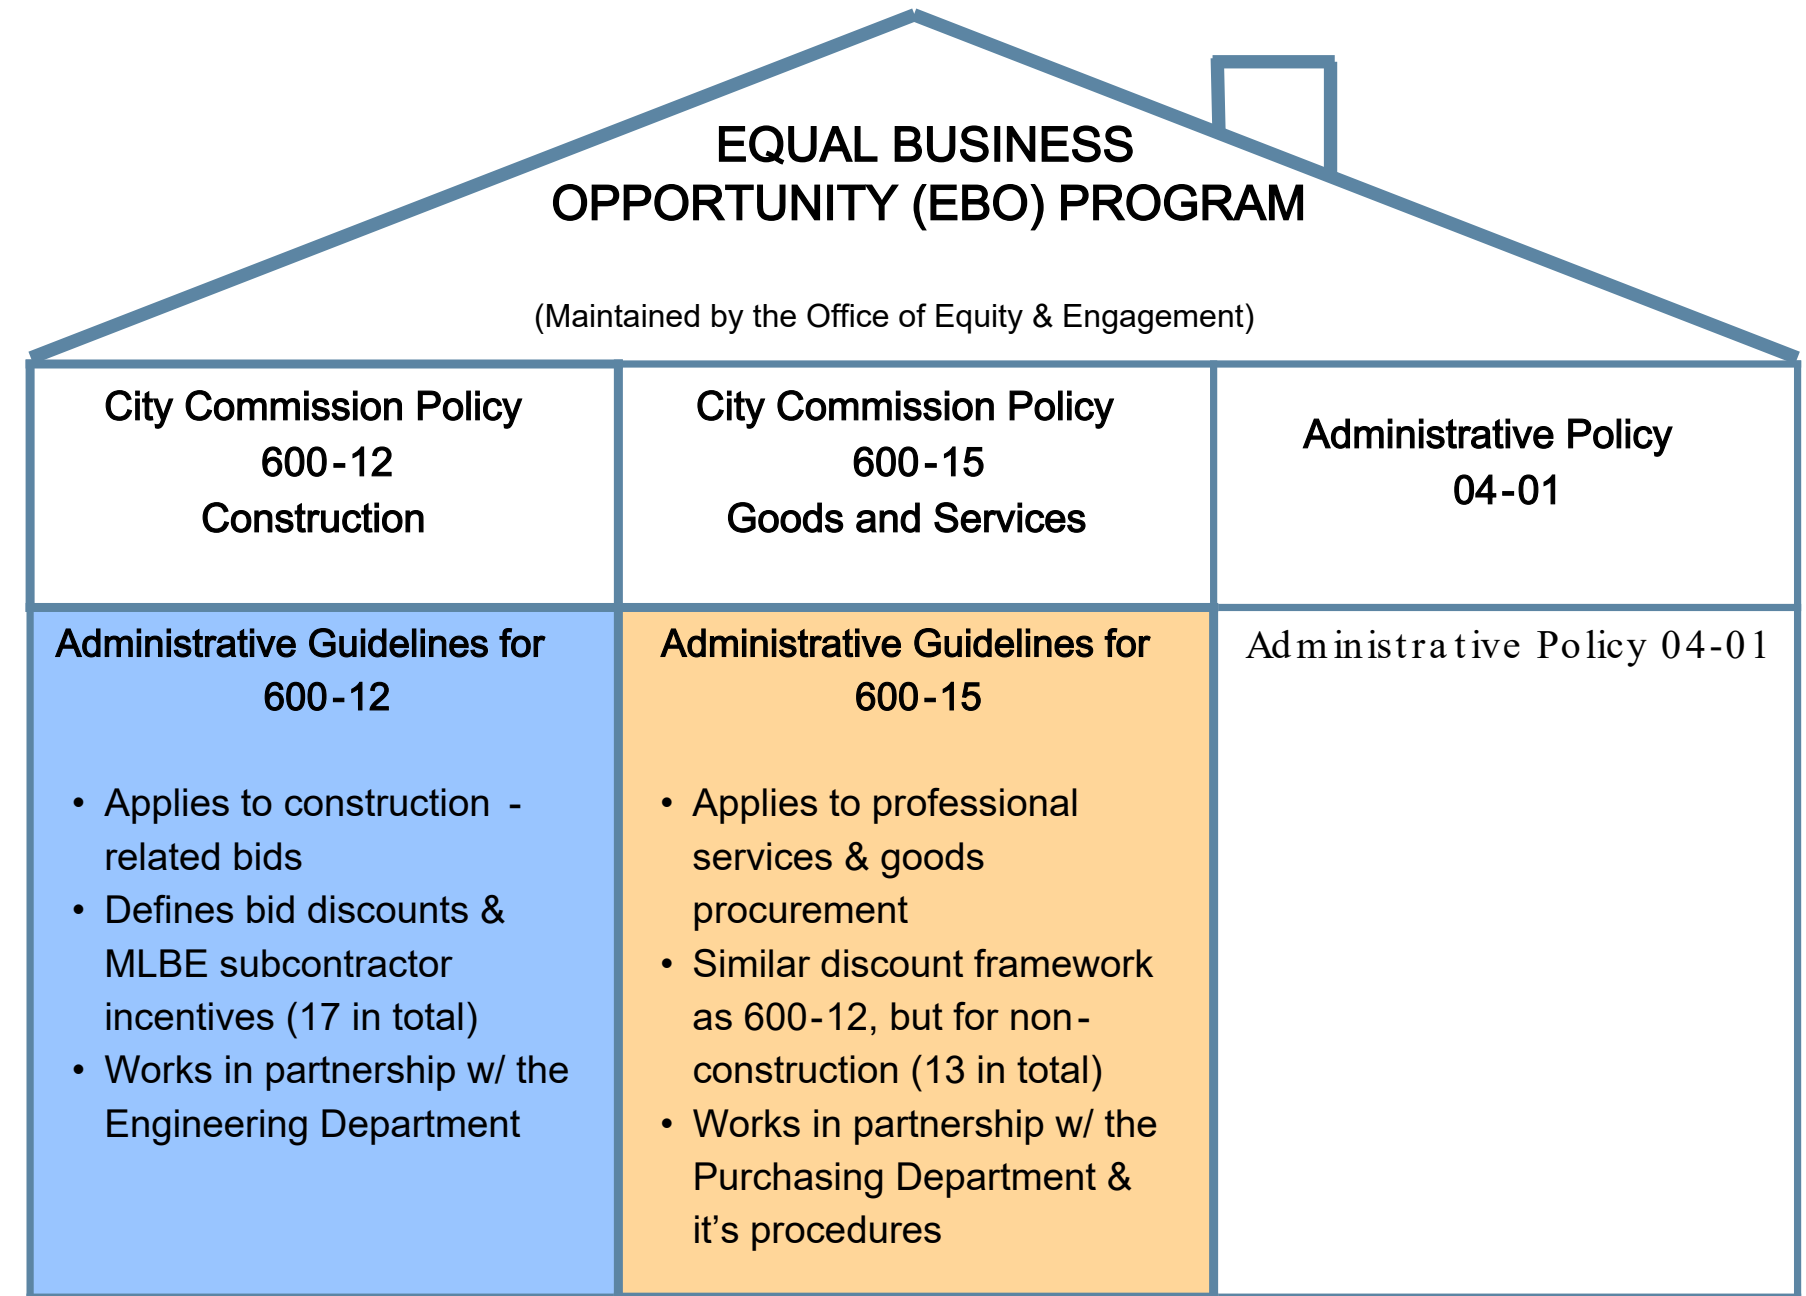 EQUAL BUSINESS
OPPORTUNITY (EBO) PROGRAM
(Maintained by the Office of Equity & Engagement)
City Commission Policy
600-12
Construction
City Commission Policy
600-15
Goods and Services
Administrative Policy
04-01
Administrative Guidelines for
600-12
• Applies to construction -
related bids
• Defines bid discounts &
MLBE subcontractor
incentives (17 in total)
• Works in partnership w/ the
Engineering Department
Administrative Guidelines for
600-15
• Applies to professional
services & goods
procurement
• Similar discount framework
as 600-12, but for non-
construction (13 in total)
• Works in partnership w/ the
Purchasing Department &
it’s procedures
Administrative Policy 04-01